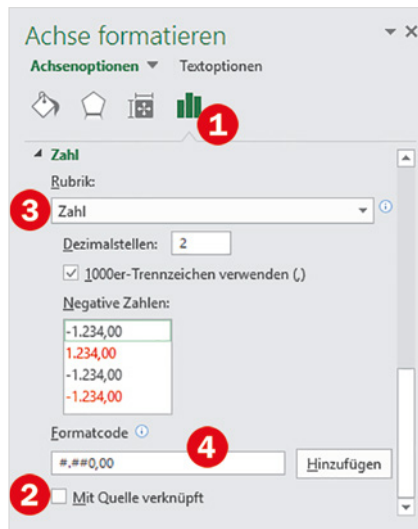 Achse formatieren
Achsenoptionen Textoptionen
1
Zahl
Rubrik:
3 Zahl
Dezimalstellen: 2
1000er-Trennzeichen verwenden (,)
Negative Zahlen:
-1.234,00
1.234,00
-1.234,00
-1.234,00
Formatcode 4
#.##0,00 Hinzufügen
2 Mit Quelle verknüpft